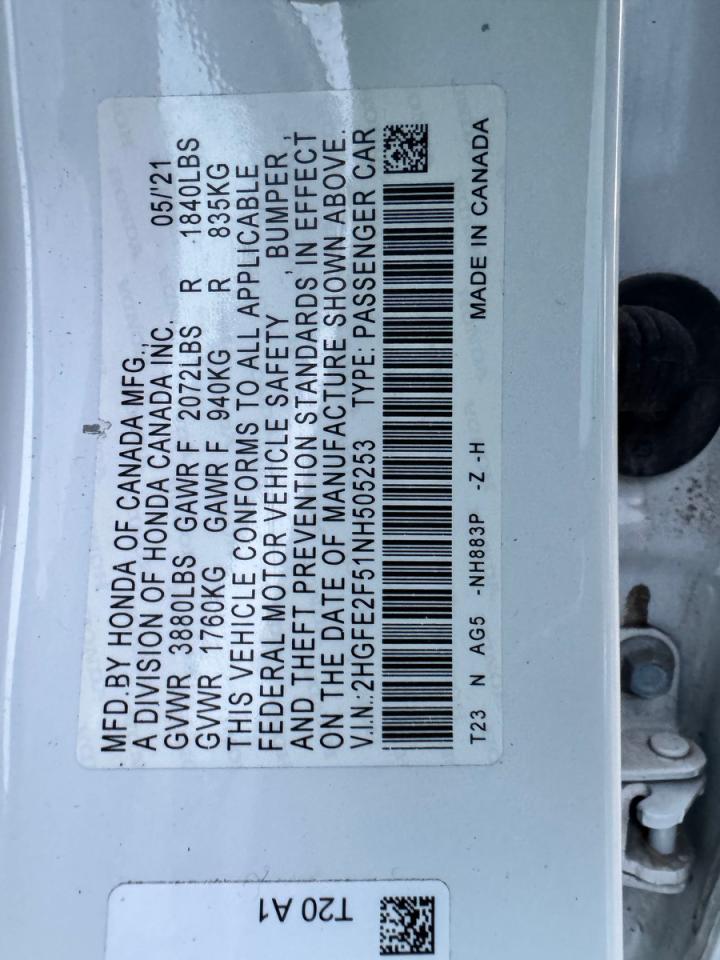 MFD.BY HONDA OF CANADA MFG.,
A DIVISION OF HONDA CANADA INC. 05/'21
GVWR 3880LBS GAWR F 2072LBS R 1840LBS
GVWR 1760KG GAWR F 940KG R 835KG
THIS VEHICLE CONFORMS TO ALL APPLICABLE
FEDERAL MOTOR VEHICLE SAFETY , BUMPER ,
AND THEFT PREVENTION STANDARDS IN EFFECT
ON THE DATE OF MANUFACTURE SHOWN ABOVE.
V.I.N.:2HGFE2F51NH505253 TYPE: PASSENGER CAR
T23 N AG5 -NH883P -Z -H MADE IN CANADA
T20 A1